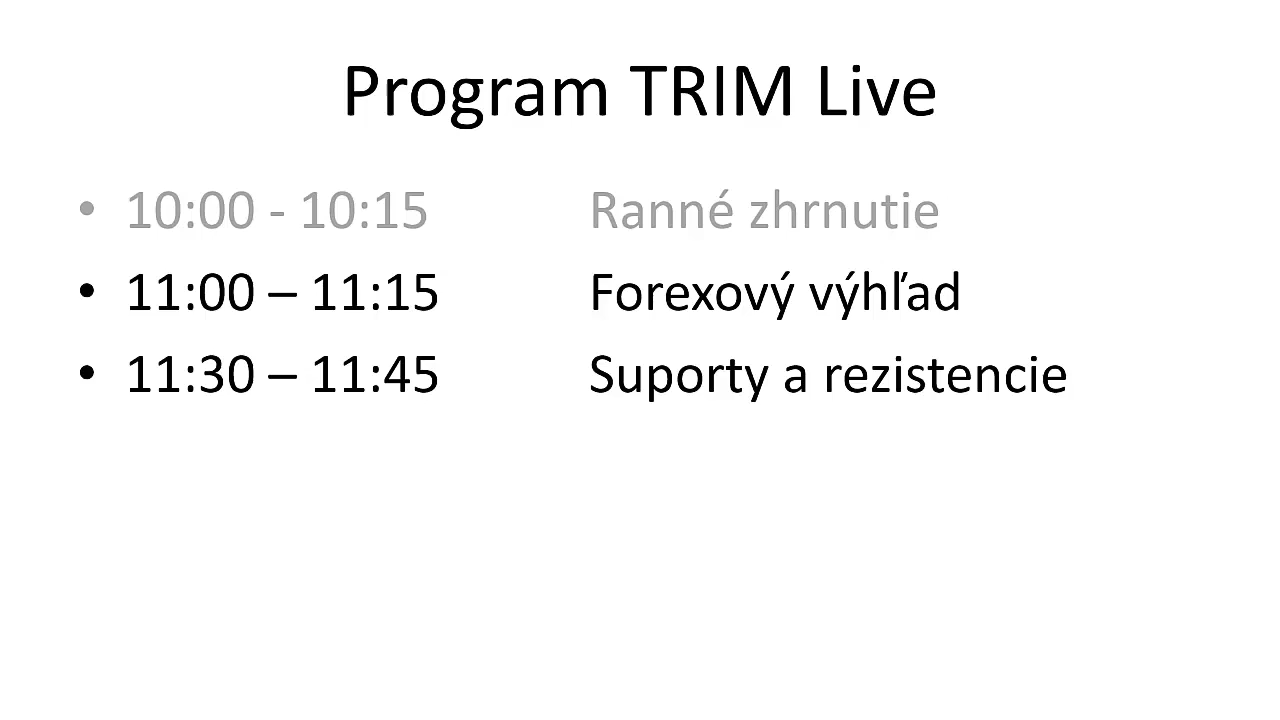 Program TRIM Live
• 10:00 - 10:15 Ranné zhrnutie
• 11:00 – 11:15 Forexový výhľad
• 11:30 – 11:45 Suporty a rezistencie